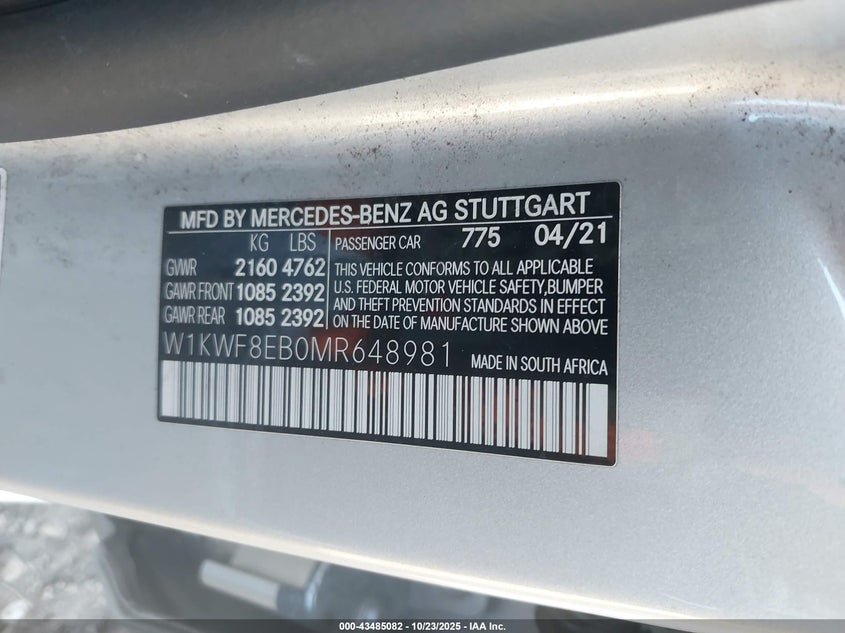 MFD BY MERCEDES-BENZ AG STUTTGART
KG LBS
GVWR 2160 4762
GAWR FRONT 1085 2392
GAWR REAR 1085 2392
PASSENGER CAR 775 04/21
THIS VEHICLE CONFORMS TO ALL APPLICABLE
U.S. FEDERAL MOTOR VEHICLE SAFETY,BUMPER
AND THEFT PREVENTION STANDARDS IN EFFECT
ON THE DATE OF MANUFACTURE SHOWN ABOVE
W1KWF8EB0MR648981
MADE IN SOUTH AFRICA
000-43485082 - 10/23/2025 - IAA Inc.